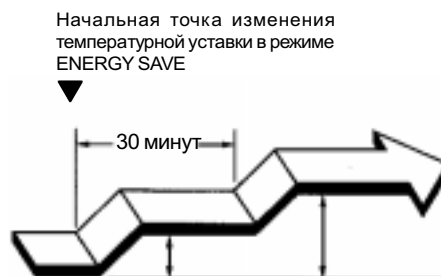 Начальная точка изменения
температурной уставки в режиме
ENERGY SAVE
30 минут